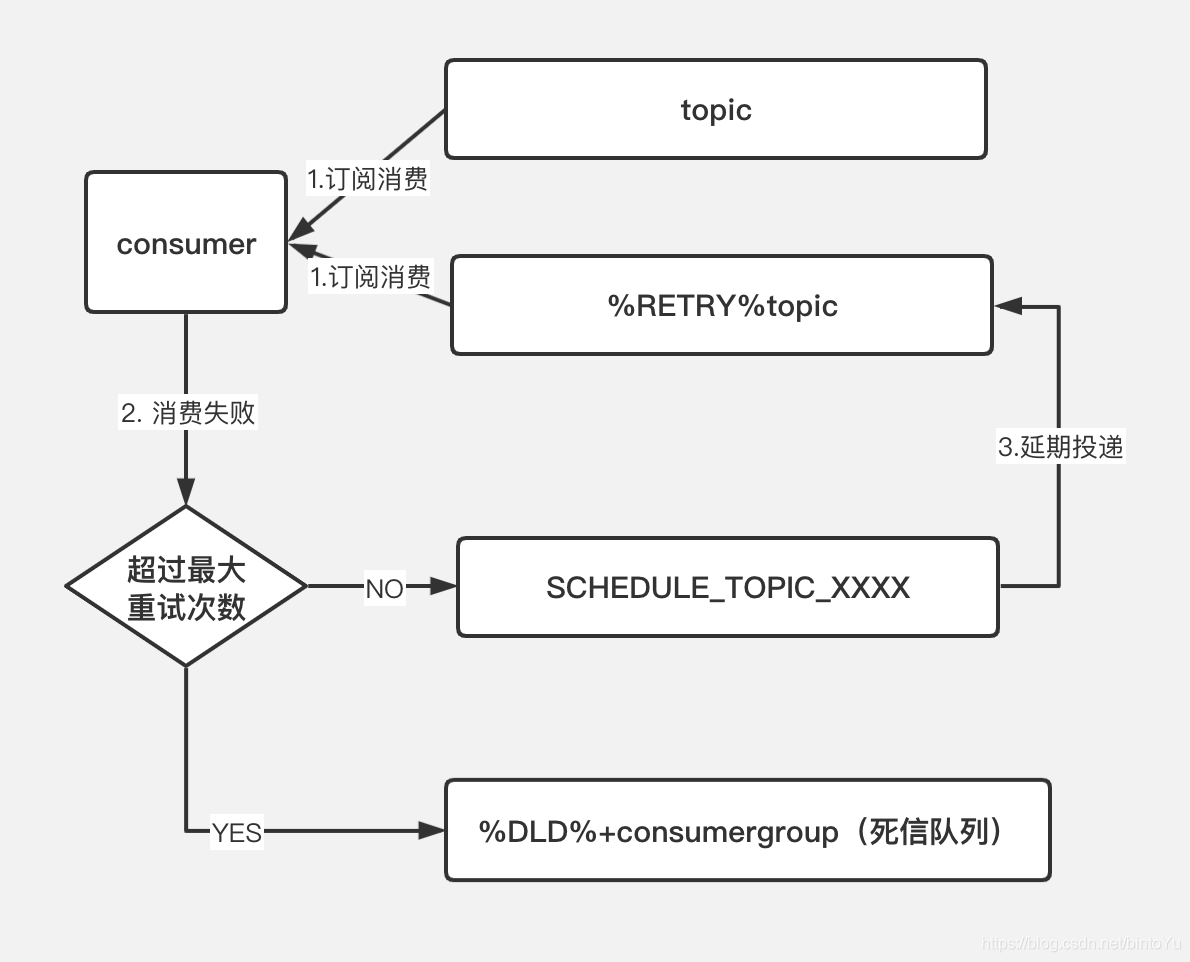 topic
1.订阅消费
consumer
1.订阅消费
%RETRY%topic
2. 消费失败
3.延期投递
超过最大
重试次数
NO
SCHEDULE_TOPIC_XXXX
YES
%DLD%+consumergroup（死信队列）
https://blog.csdn.net/bintoYu